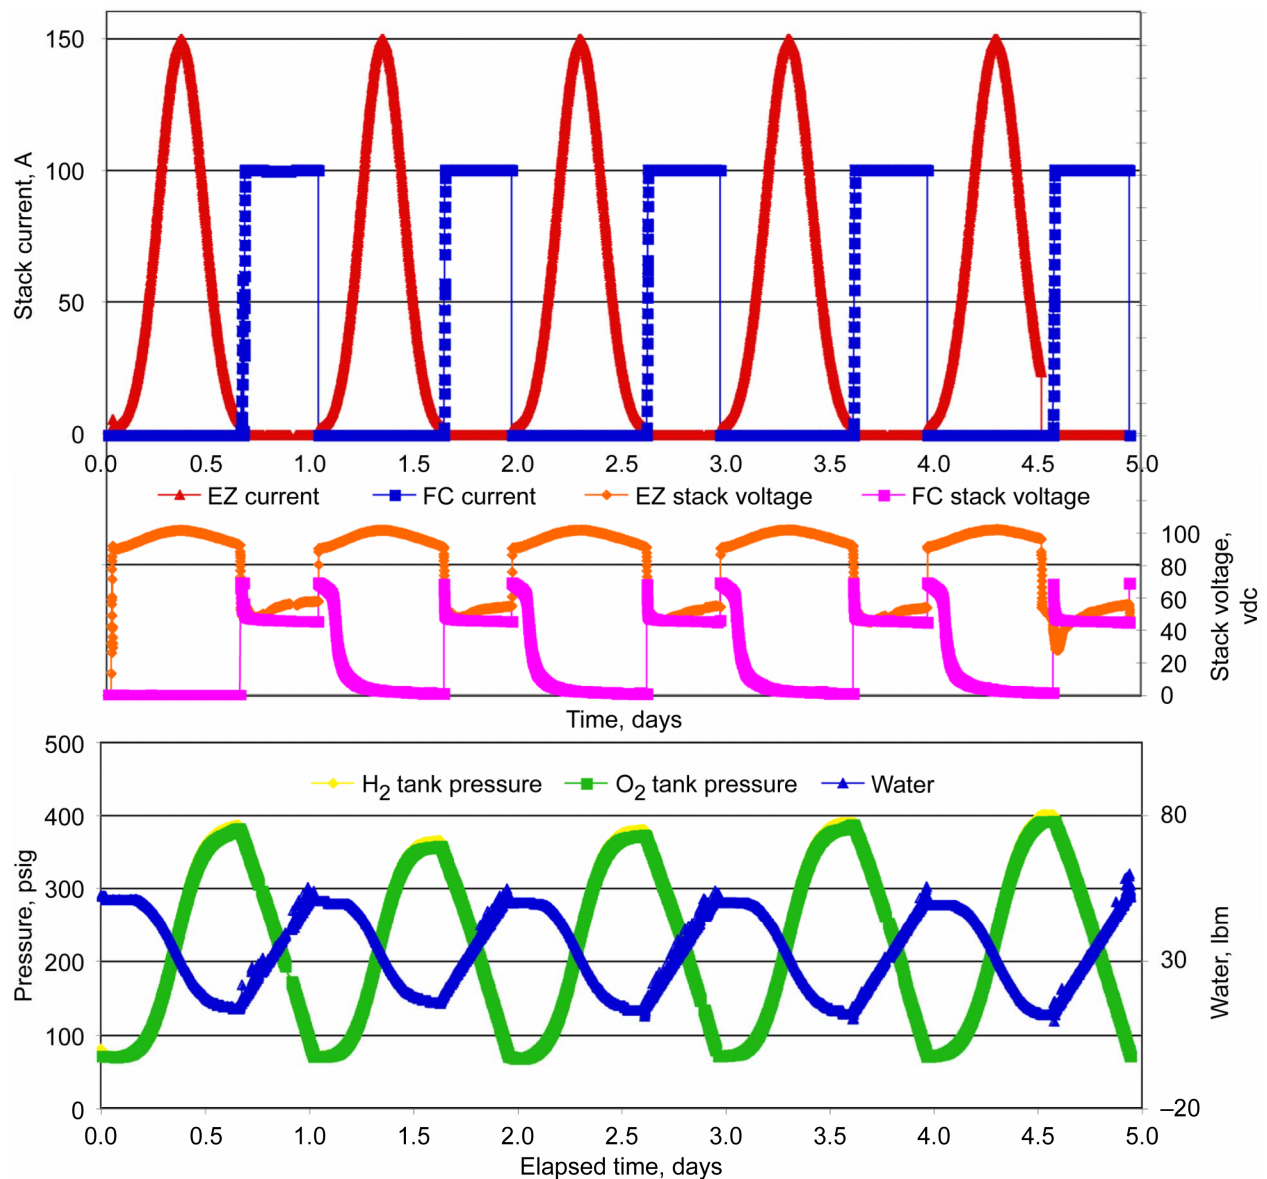 Stack current, A
150
100
50
0
0.0 0.5 1.0 1.5 2.0 2.5 3.0 3.5 4.0 4.5 5.0
EZ current FC current EZ stack voltage FC stack voltage
100
80
60
40
20
0
Stack voltage,
vdc
Time, days
Pressure, psig
500
400
300
200
100
0
H2 tank pressure O2 tank pressure Water
80
30
–20
Water, lbm
0.0 0.5 1.0 1.5 2.0 2.5 3.0 3.5 4.0 4.5 5.0
Elapsed time, days